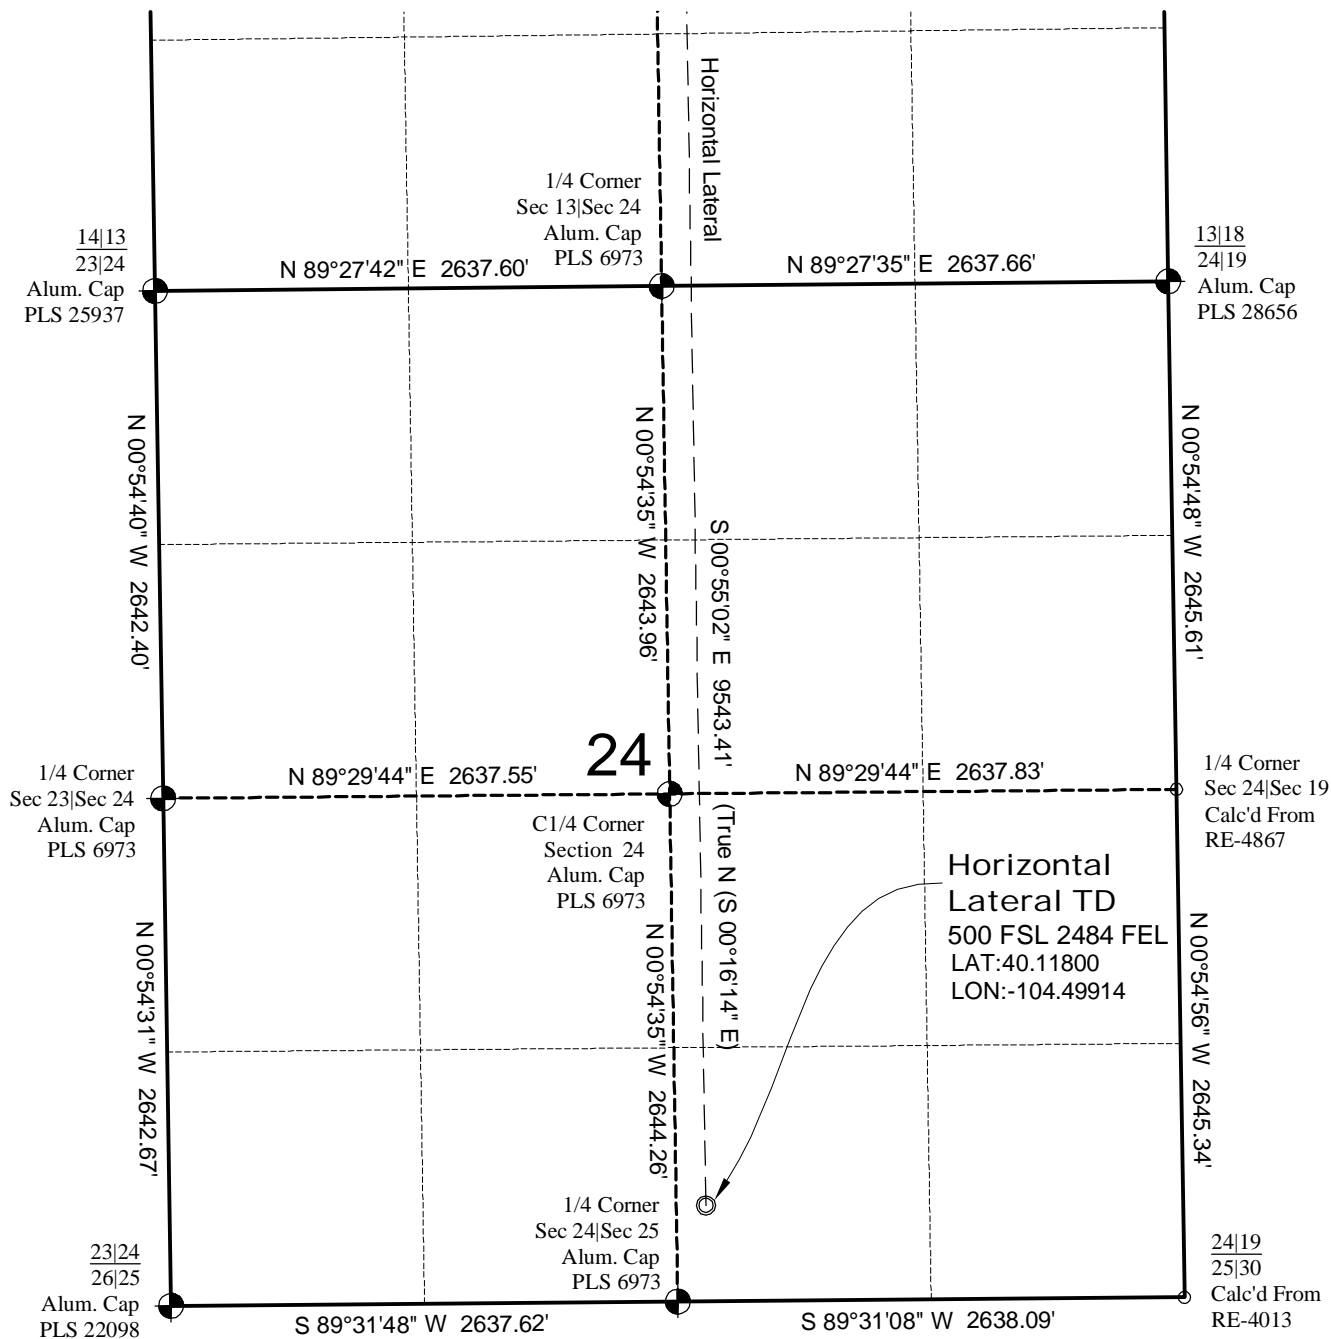 Horizontal Lateral
1/4 Corner
Sec 13|Sec 24
Alum. Cap
PLS 6973
14|13
23|24
Alum. Cap
PLS 25937
N 89°27'42" E 2637.60'
N 89°27'35" E 2637.66'
13|18
24|19
Alum. Cap
PLS 28656
N 00°54'40" W 2642.40'
N 00°54'35" W 2643.96'
S 00°55'02" E 9543.41' (True N (S 00°16'14" E)
N 00°54'48" W 2645.61'
24
1/4 Corner
Sec 23|Sec 24
Alum. Cap
PLS 6973
N 89°29'44" E 2637.55'
N 89°29'44" E 2637.83'
1/4 Corner
Sec 24|Sec 19
Calc'd From
RE-4867
C1/4 Corner
Section 24
Alum. Cap
PLS 6973
Horizontal
Lateral TD
500 FSL 2484 FEL
LAT:40.11800
LON:-104.49914
N 00°54'31" W 2642.67'
N 00°54'35" W 2644.26'
N 00°54'56" W 2645.34'
1/4 Corner
Sec 24|Sec 25
Alum. Cap
PLS 6973
23|24
26|25
Alum. Cap
PLS 22098
S 89°31'48" W 2637.62'
S 89°31'08" W 2638.09'
24|19
25|30
Calc'd From
RE-4013